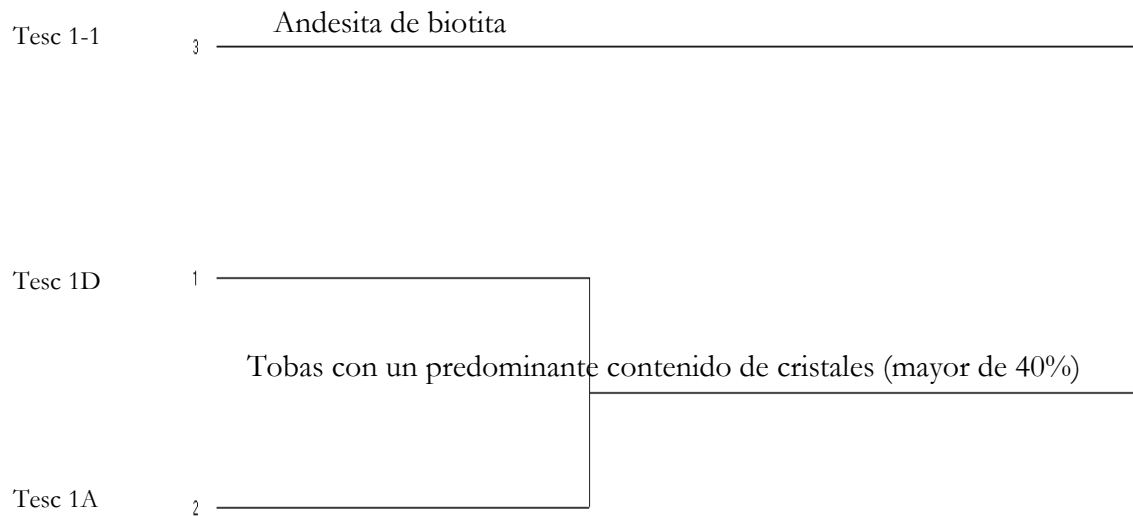 Andesita de biotita
Tesc 1-1 3
Tesc 1D 1
Tobas con un predominante contenido de cristales (mayor de 40%)
Tesc 1A 2